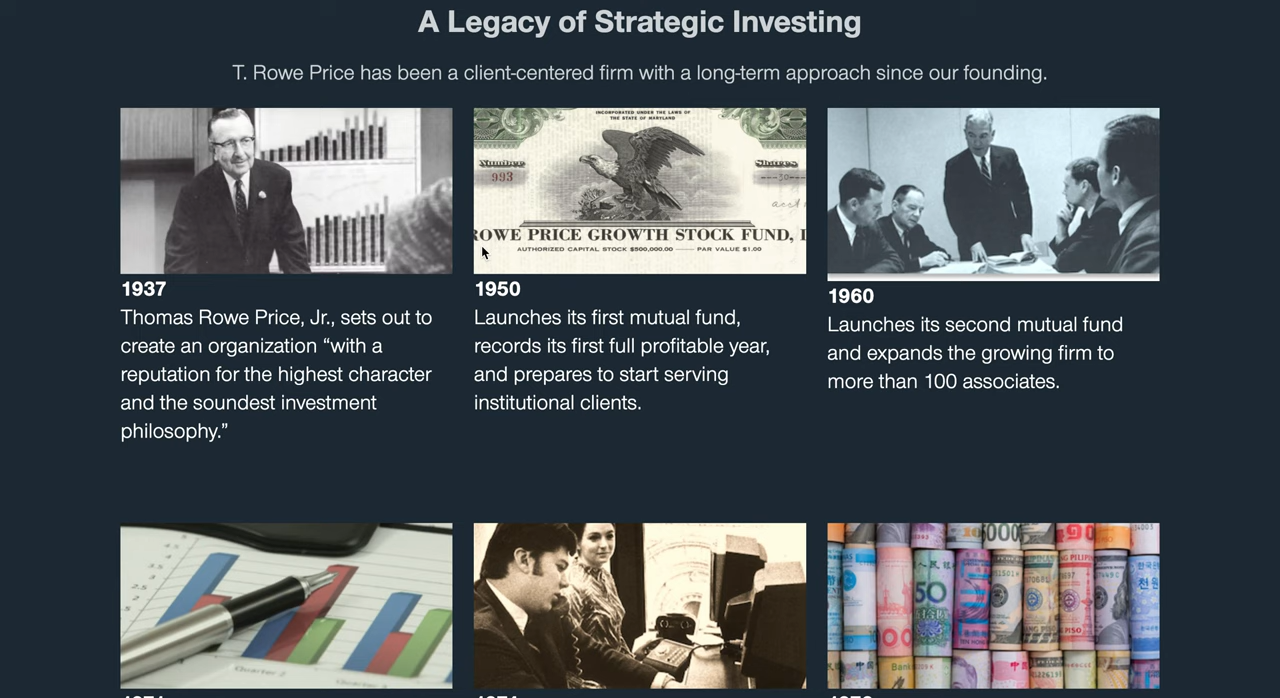 A Legacy of Strategic Investing
T. Rowe Price has been a client-centered firm with a long-term approach since our founding.
INCORPORATED UNDER THE LAWS OF
THE STATE OF MARYLAND
Number
Shares
993
ROWE PRICE GROWTH STOCK FUND, I
AUTHORIZED CAPITAL STOCK $500,000.00 PAR VALUE $1.00
1937
Thomas Rowe Price, Jr., sets out to
create an organization “with a
reputation for the highest character
and the soundest investment
philosophy.”
1950
Launches its first mutual fund,
records its first full profitable year,
and prepares to start serving
institutional clients.
1960
Launches its second mutual fund
and expands the growing firm to
more than 100 associates.